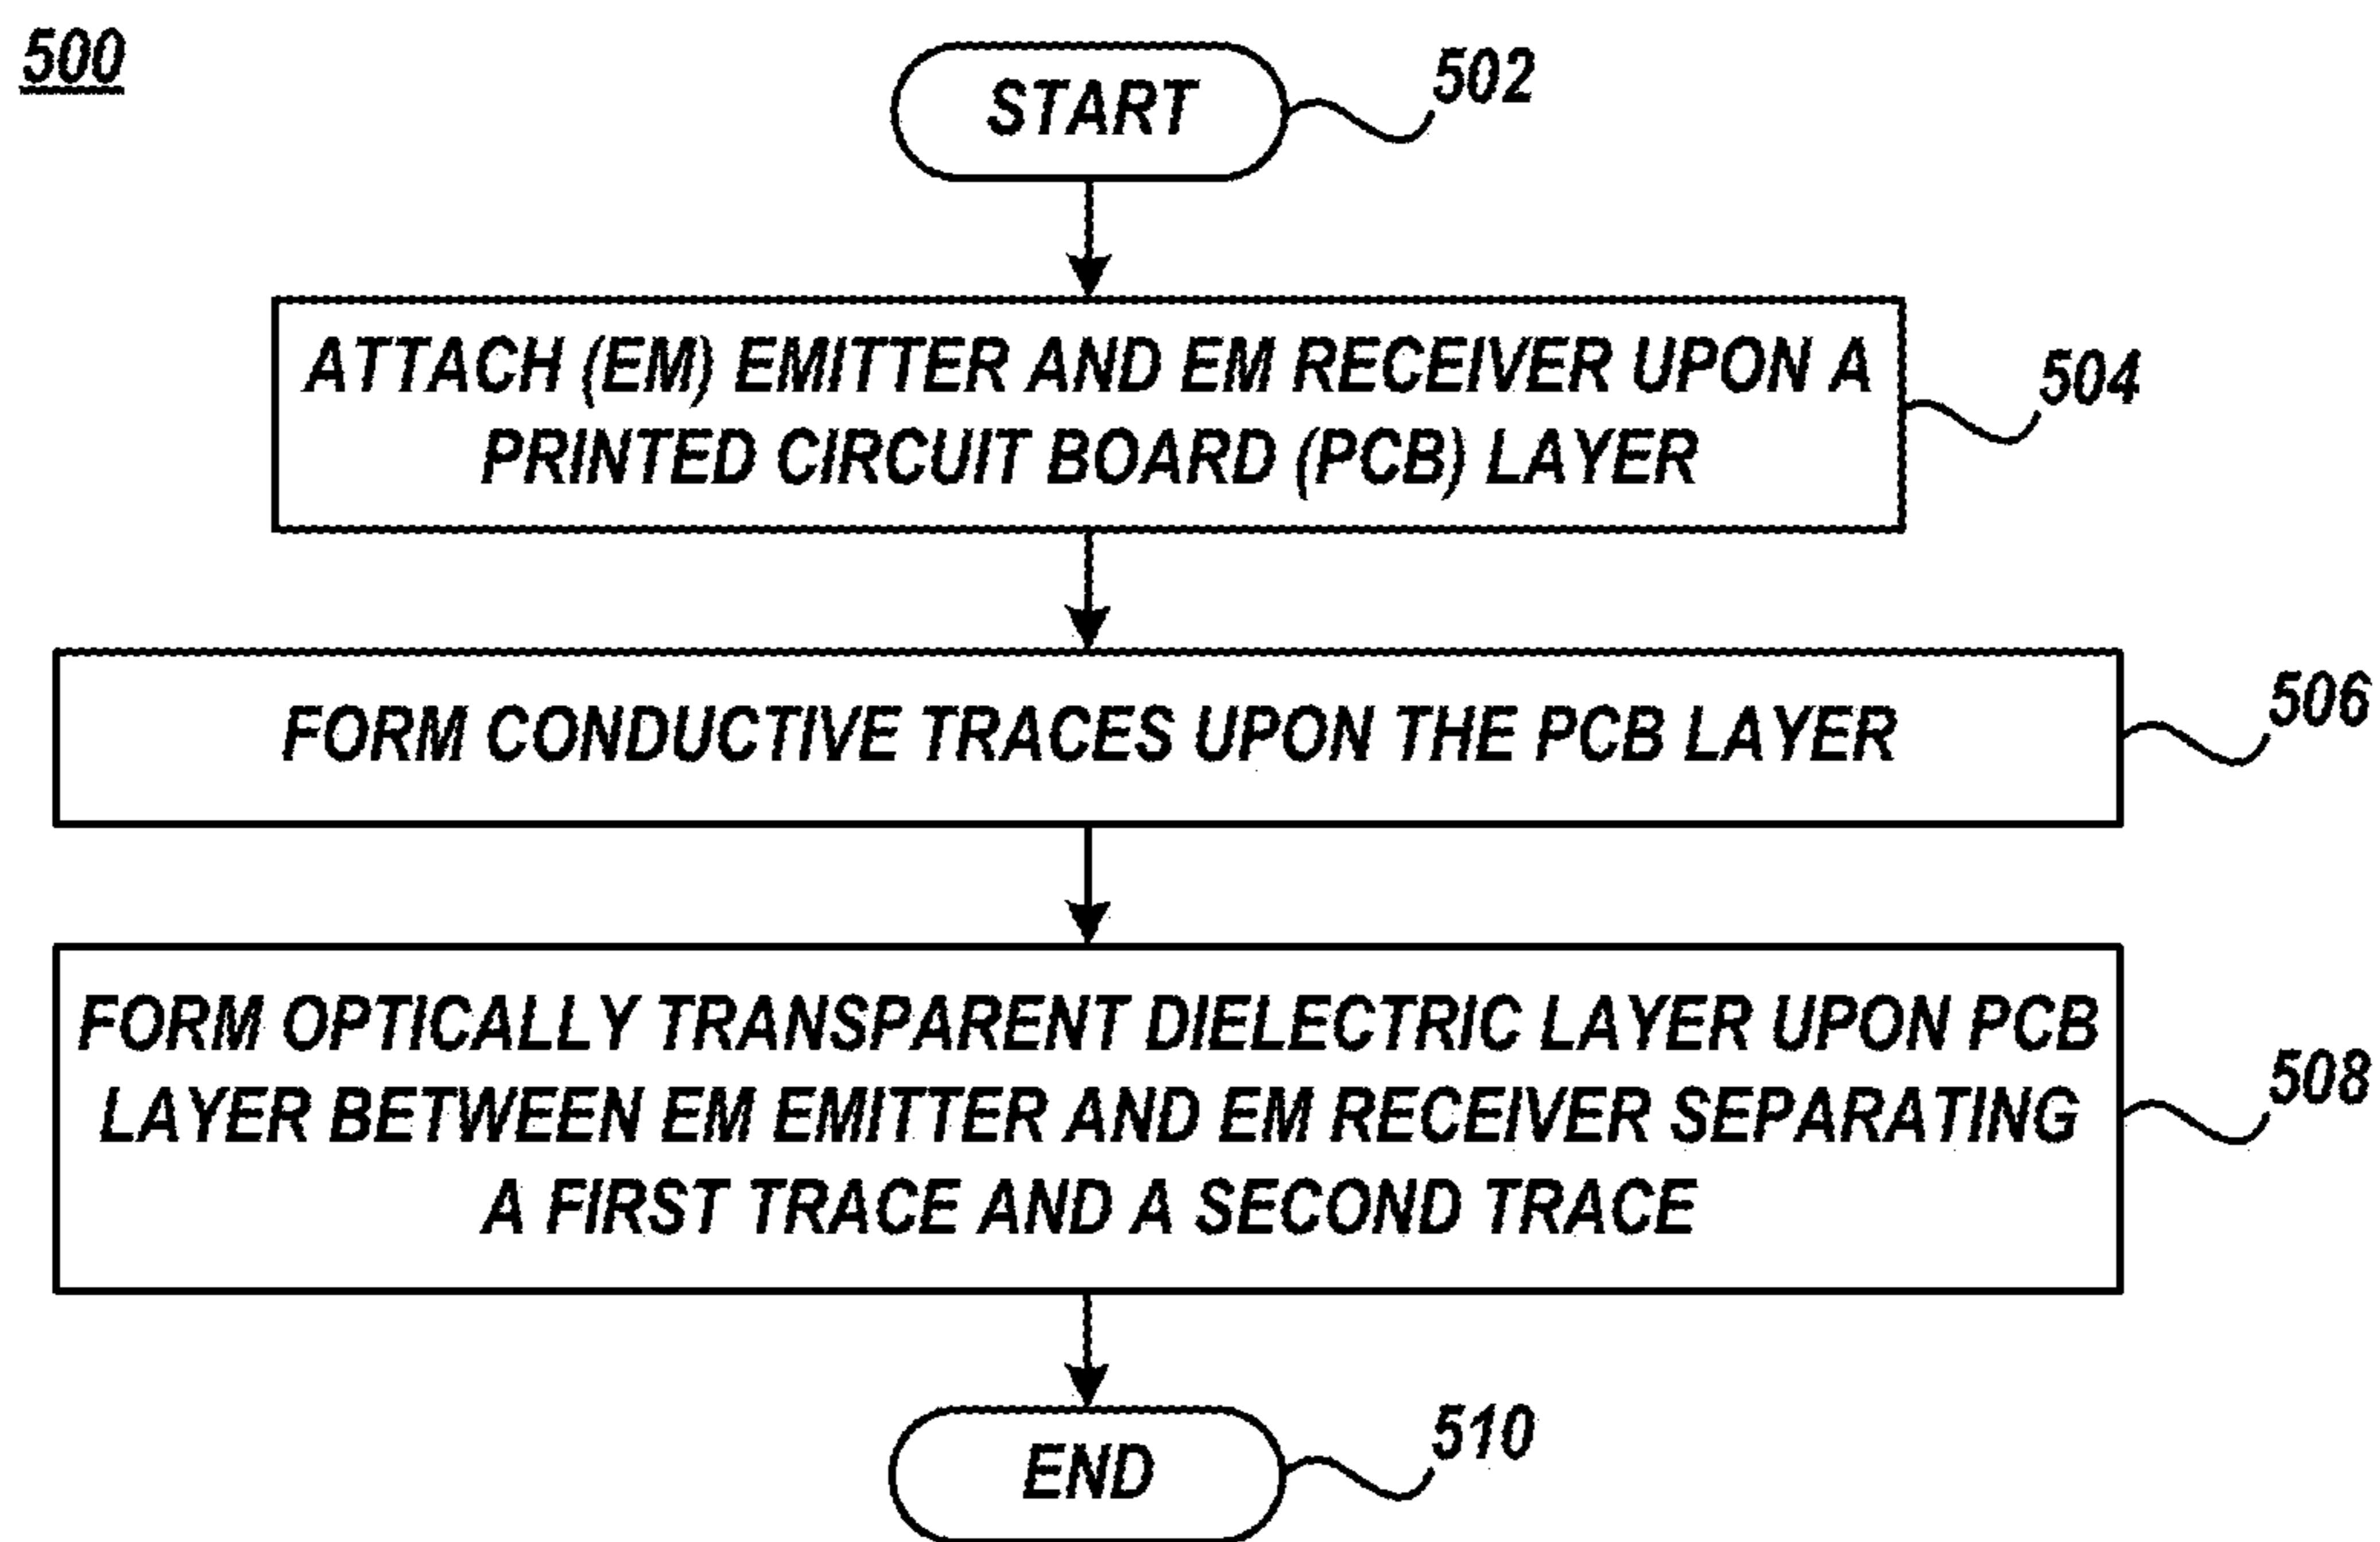 500
START
502
ATTACH (EM) EMITTER AND EM RECEIVER UPON A
PRINTED CIRCUIT BOARD (PCB) LAYER
504
FORM CONDUCTIVE TRACES UPON THE PCB LAYER
506
FORM OPTICALLY TRANSPARENT DIELECTRIC LAYER UPON PCB
LAYER BETWEEN EM EMITTER AND EM RECEIVER SEPARATING
A FIRST TRACE AND A SECOND TRACE
508
END
510